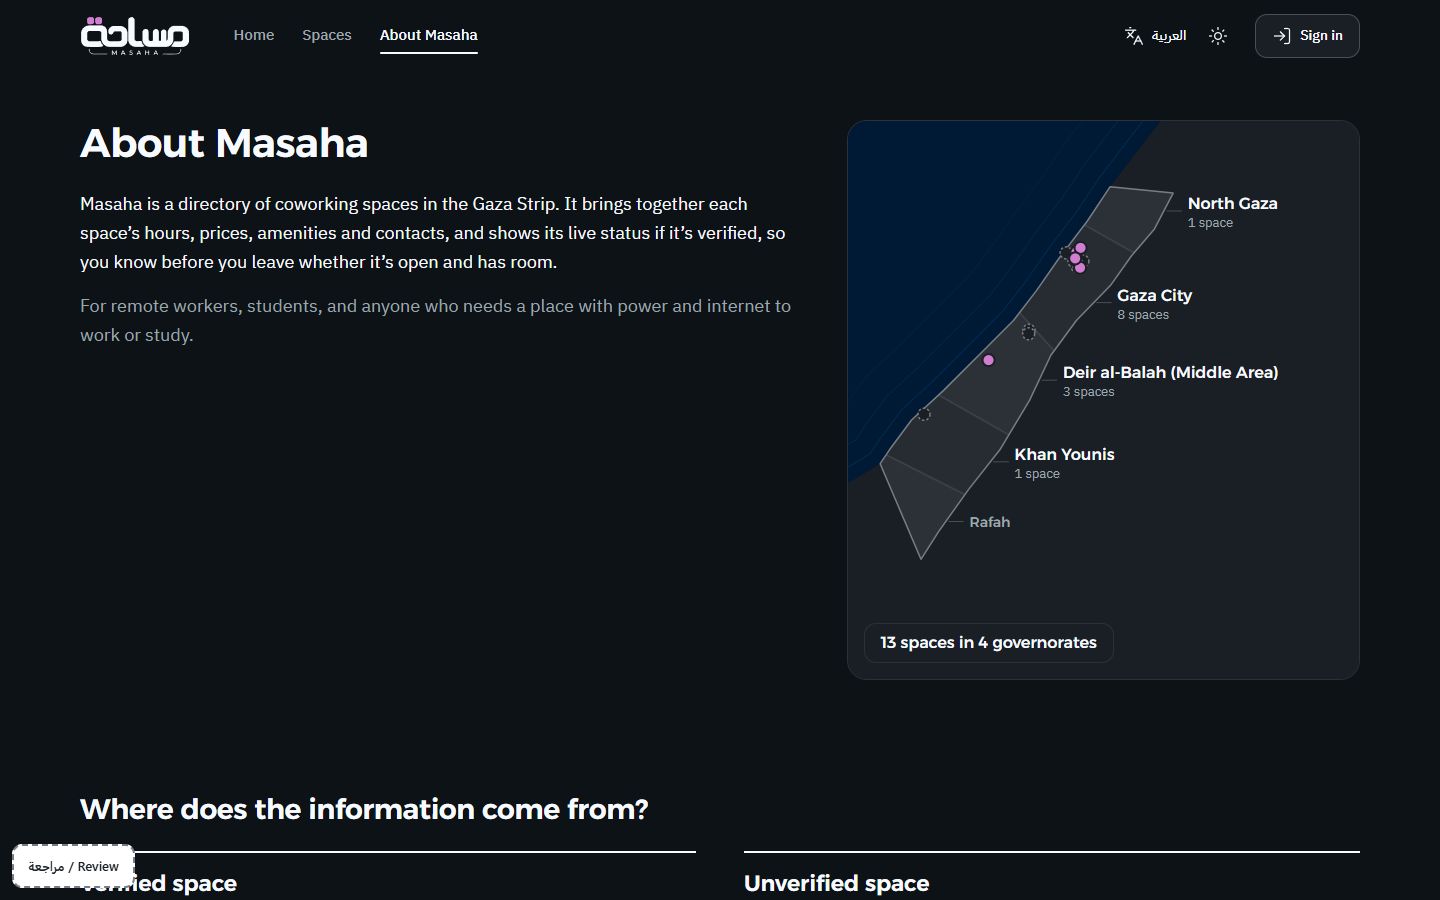 مساحة
MASAHA
Home
Spaces
About Masaha
العربية
Sign in
About Masaha
Masaha is a directory of coworking spaces in the Gaza Strip. It brings together each
space’s hours, prices, amenities and contacts, and shows its live status if it’s verified, so
you know before you leave whether it’s open and has room.
For remote workers, students, and anyone who needs a place with power and internet to
work or study.
North Gaza
1 space
Gaza City
8 spaces
Deir al-Balah (Middle Area)
3 spaces
Khan Younis
1 space
Rafah
13 spaces in 4 governorates
Where does the information come from?
مراجعة / Review
Verified space
Unverified space